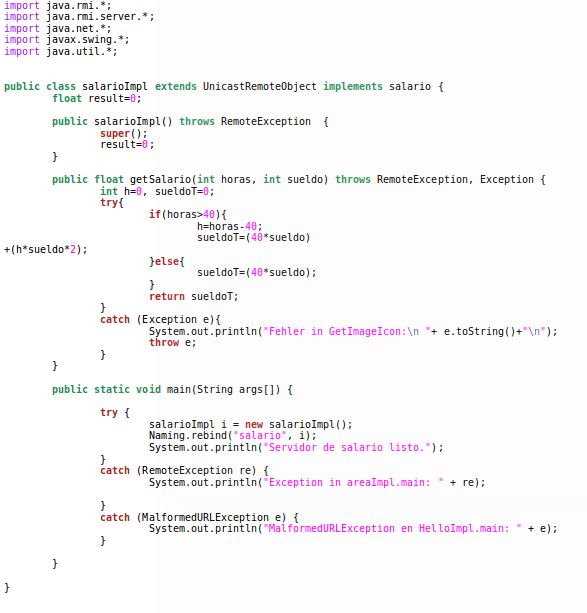 import java.rmi.*;
import java.rmi.server.*;
import java.net.*;
import javax.swing.*;
import java.util.*;
public class salarioImpl extends UnicastRemoteObject implements salario {
float result=0;
public salarioImpl() throws RemoteException  {
super();
result=0;
}
public float getSalario(int horas, int sueldo) throws RemoteException, Exception {
int h=0, sueldoT=0;
try{
if(horas>40){
h=horas-40;
sueldoT=(40*sueldo)
+(h*sueldo*2);
}else{
sueldoT=(40*sueldo);
}
return sueldoT;
}
catch (Exception e){
System.out.println("Fehler in GetImageIcon:\n "+ e.toString()+"\n");
throw e;
}
}
public static void main(String args[]) {
try {
salarioImpl i = new salarioImpl();
Naming.rebind("salario", i);
System.out.println("Servidor de salario listo.");
}
catch (RemoteException re) {
System.out.println("Exception in areaImpl.main: " + re);
}
catch (MalformedURLException e) {
System.out.println("MalformedURLException en HelloImpl.main: " + e);
}
}
}